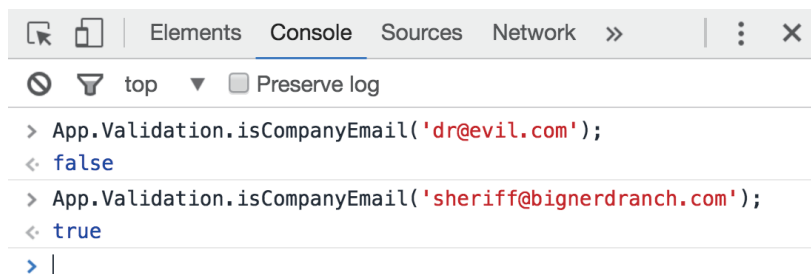 Elements Console Sources Network »
top ▼ Preserve log
> App.Validation.isCompanyEmail('dr@evil.com');
false
> App.Validation.isCompanyEmail('sheriff@bignerdranch.com');
true
>